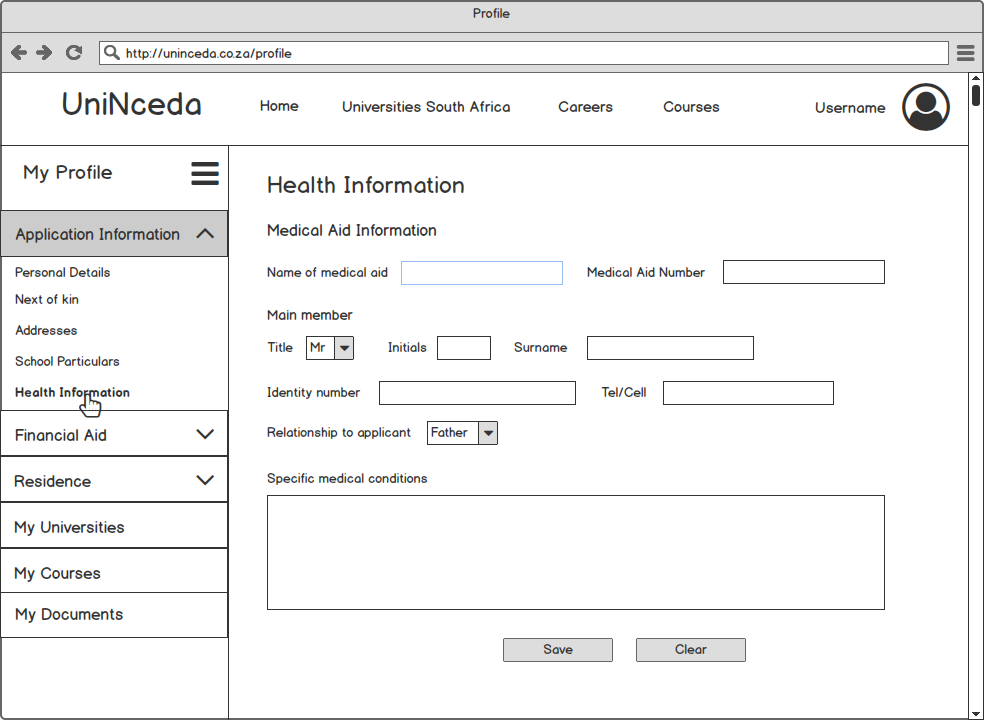 Profile
http://uninceda.co.za/profile
UniNceda Home Universities South Africa Careers Courses Username
My Profile
Application Information
Personal Details
Next of kin
Addresses
School Particulars
Health Information
Financial Aid
Residence
My Universities
My Courses
My Documents
Health Information
Medical Aid Information
Name of medical aid Medical Aid Number
Main member
Title Mr Initials Surname
Identity number Tel/Cell
Relationship to applicant Father
Specific medical conditions
Save Clear